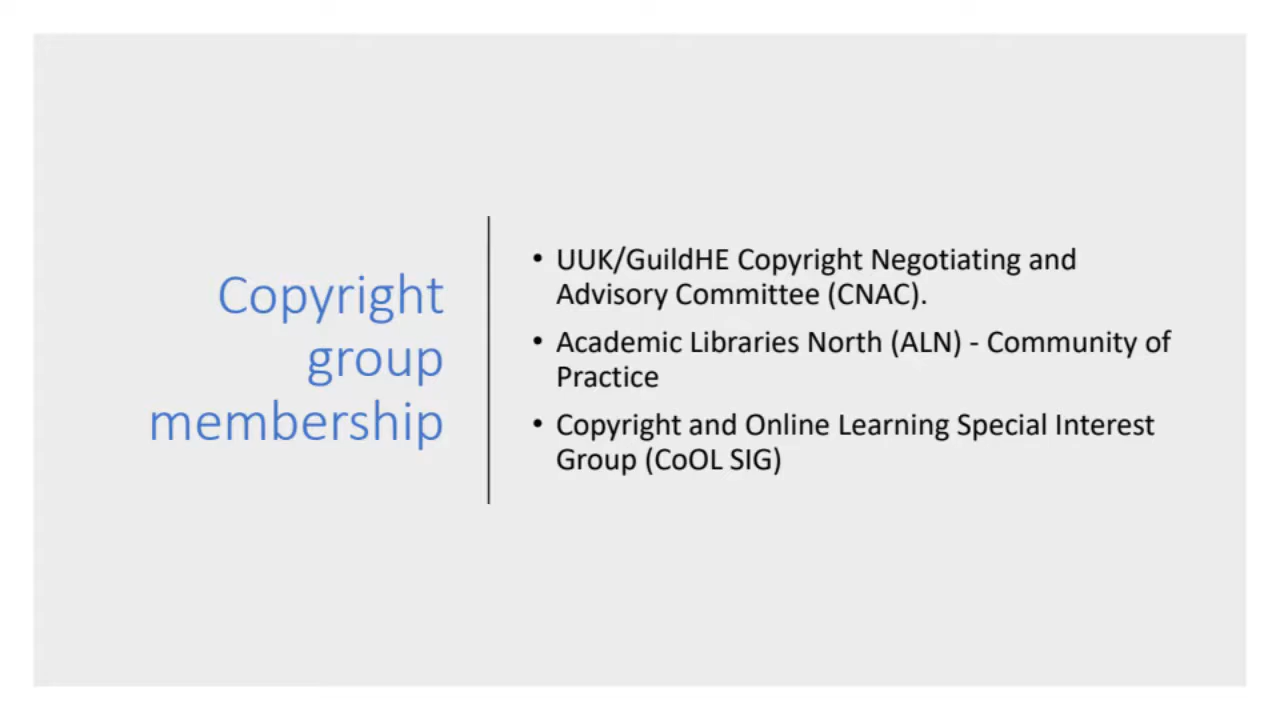 Copyright
group
membership
• UUK/GuildHE Copyright Negotiating and
Advisory Committee (CNAC).
• Academic Libraries North (ALN) - Community of
Practice
• Copyright and Online Learning Special Interest
Group (CoOL SIG)